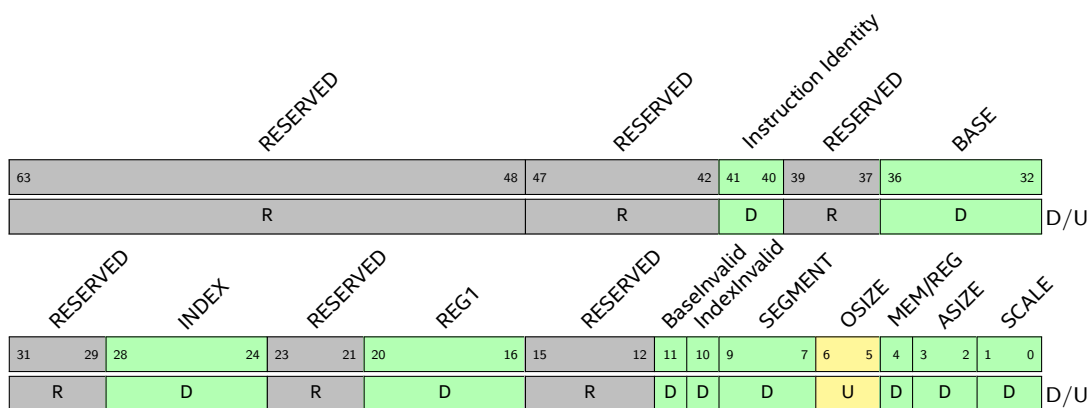 RESERVED RESERVED Instruction Identity RESERVED BASE
63 48 47 42 41 40 39 37 36 32
R R D R D D/U
RESERVED INDEX RESERVED REG1 RESERVED BaseInvalid IndexInvalid SEGMENT OSIZE MEM/REG ASIZE SCALE
31 29 28 24 23 21 20 16 15 12 11 10 9 7 6 5 4 3 2 1 0
R D R D R D D D U D D D D/U